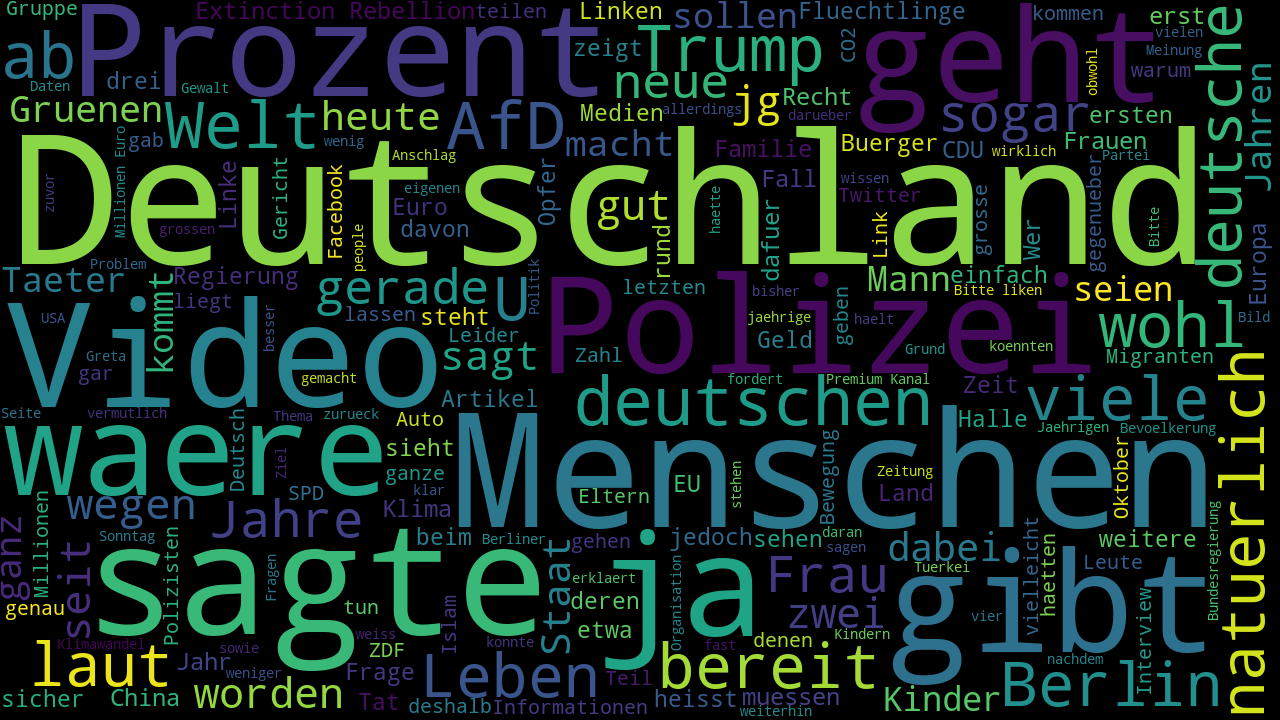 Gruppe
Extinction Rebellion
teilen
Linken
sollen
Fluechtlinge
kommen
erst
vielen
Meinung
warum
ab
Prozent
zeigt
Trump
CO2
geht
obwohl
deutsche
Daten
drei
Gewalt
neue
Gruenen
Welt
heute
AfD
Medien
allerdings
jg
Recht
darueber
sogar
ersten
Jahren
Millionen Euro
gab
wenig
macht
Familie
Buerger
CDU
wirklich
Frauen
Partei
Deutschland
Anschlag
zuvor
Linke
Gericht
Facebook
eigenen
Euro
davon
people
Opfer
gut
rund
haette
Fall
dafuer
wissen
Twitter
Link
grosse
Wer
gegenueber
Bitte
grossen
Europa
Problem
Taeter
Regierung
kommt
liegt
gerade
U
Politik
letzten
Polizei
bisher
Mann
einfach
Bitte liken
seien
Video
USA
besser
lassen
steht
Leider
jaehrige
geben
haelt
wohl
Bild
Greta
gar
gemacht
sagt
Zahl
Geld
Grund
koennten
Migranten
Seite
vermutlich
Thema
zurueck
Auto
Artikel
fordert
Premium Kanal
deutschen
Zeit
viele
natuerlich
waere
Deutsch
Ziel
sieht
Menschen
Halle
Jaehrigen
Bevoelkerung
SPD
ganze
klar
Klima
Eltern
EU
stehen
Bewegung
Zeitung
Land
Oktober
wegen
Jahre
ganz
Millionen
seit
Sonntag
Polizisten
Fragen
beim
Berliner
gehen
jedoch
sehen
daran
sagen
dabei
Tuerkei
vielleicht
haetten
weitere
Leute
Bundesregierung
sagte
erklaert
deren
Staat
ja
Organisation
Frau
vier
gibt
genau
tun
Islam
etwa
zwei
Kindern
Interview
Klimawandel
sowie
weiss
ZDF
konnte
denen
fast
nachdem
laut
Jahr
weniger
Frage
Leben
Teil
bereit
Berlin
sicher
China
worden
Tat
deshalb
Informationen
heisst
muessen
weiterhin
Kinder